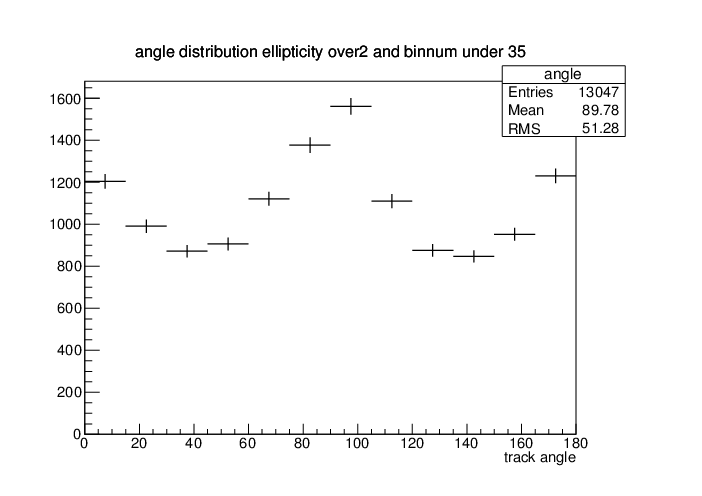 angle distribution ellipticity over2 and binnum under 35
angle
Entries 13047
Mean 89.78
RMS 51.28
1600
1400
1200
1000
800
600
400
200
0
0 20 40 60 80 100 120 140 160 180
track angle